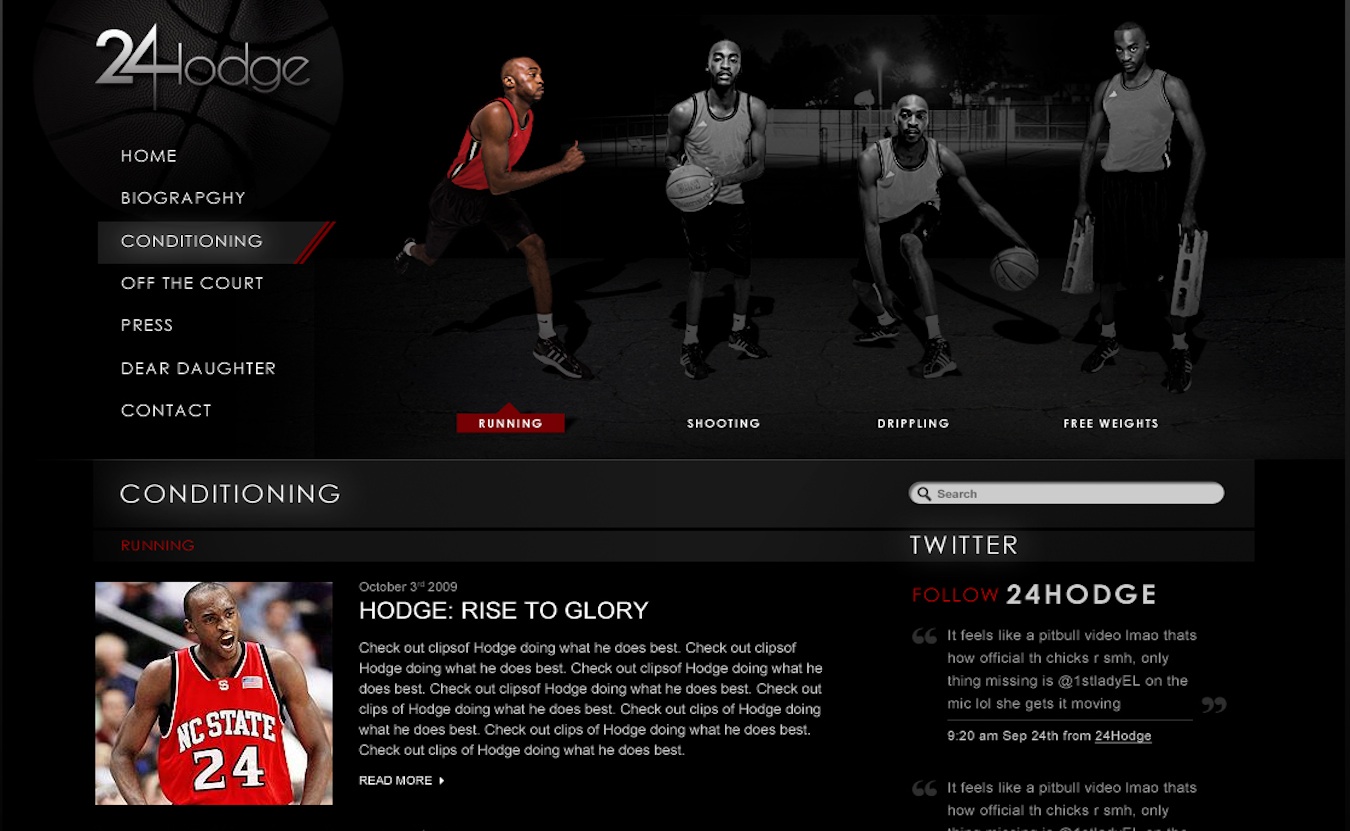 24Hodge
HOME
BIOGRAPGHY
CONDITIONING
OFF THE COURT
PRESS
DEAR DAUGHTER
CONTACT
RUNNING
SHOOTING
DRIPPLING
FREE WEIGHTS
CONDITIONING
Search
RUNNING
TWITTER
October 3rd 2009
HODGE: RISE TO GLORY
Check out clipsof Hodge doing what he does best. Check out clipsof
Hodge doing what he does best. Check out clipsof Hodge doing what he
does best. Check out clipsof Hodge doing what he does best. Check out
clips of Hodge doing what he does best. Check out clips of Hodge doing
what he does best. Check out clips of Hodge doing what he does best.
Check out clips of Hodge doing what he does best.
READ MORE
S
NC STATE
24
FOLLOW 24HODGE
“ It feels like a pitbull video lmao thats
how official th chicks r smh, only
thing missing is @1stladyEL on the
mic lol she gets it moving ”
9:20 am Sep 24th from 24Hodge
“ It feels like a pitbull video lmao thats
how official th chicks r smh, only
thing missing is @1stladyEL on the